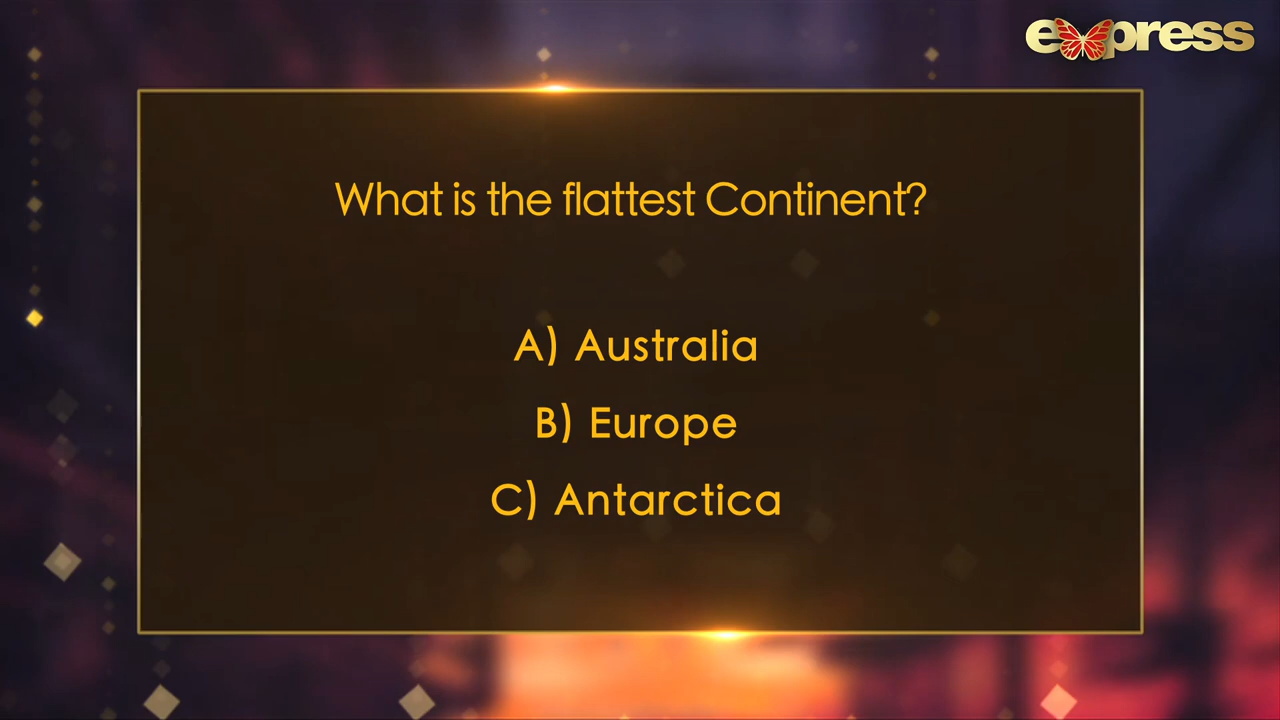 express
What is the flattest Continent?
A) Australia
B) Europe
C) Antarctica